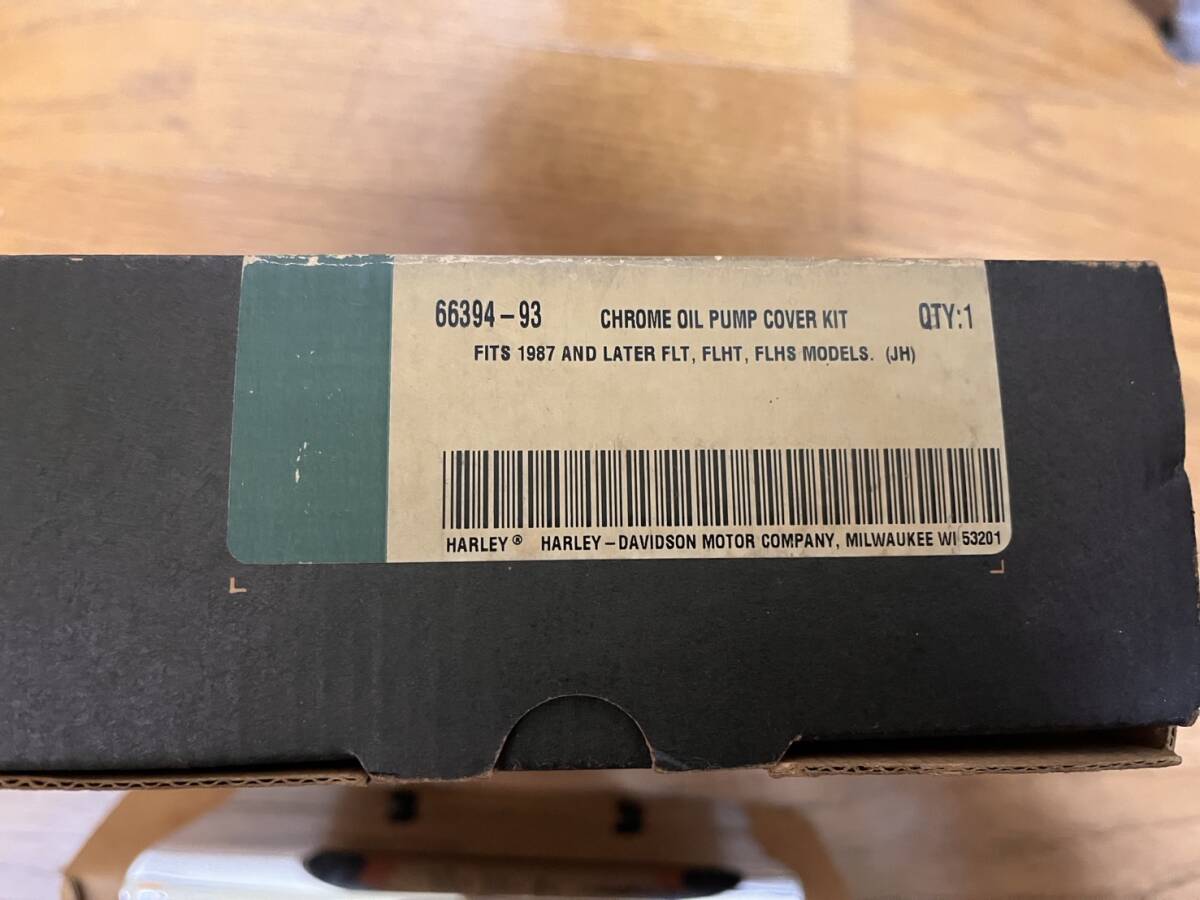 66394-93 CHROME OIL PUMP COVER KIT QTY:1
FITS 1987 AND LATER FLT, FLHT, FLHS MODELS. (JH)
HARLEY® HARLEY-DAVIDSON MOTOR COMPANY, MILWAUKEE WI 53201